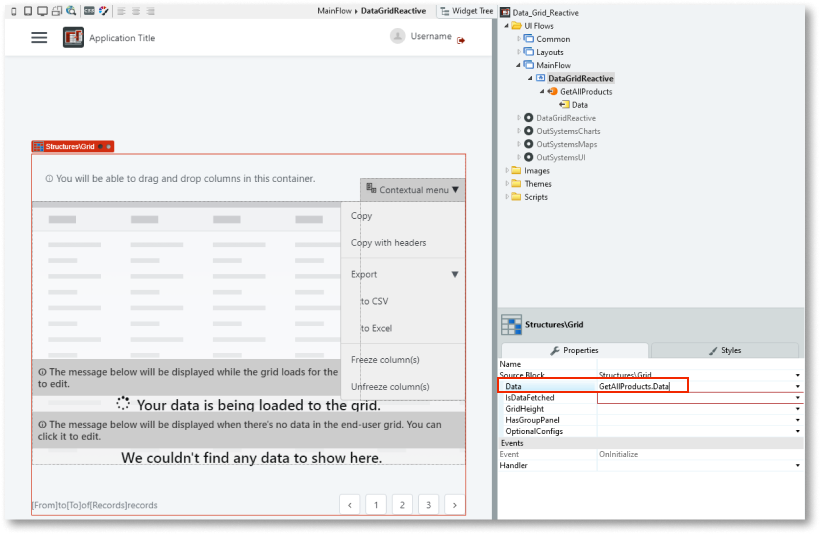 MainFlow ▸ DataGridReactive
Widget Tree
Application Title
Username
Structures\Grid
You will be able to drag and drop columns in this container.
Contextual menu
Copy
Copy with headers
Export
to CSV
to Excel
Freeze column(s)
Unfreeze column(s)
The message below will be displayed while the grid loads for the
to edit.
Your data is being loaded to the grid.
The message below will be displayed when there's no data in the end-user grid. You can
click it to edit.
We couldn't find any data to show here.
[From]to[To]of[Records]records
‹ 1 2 3 ›
Data_Grid_Reactive
UI Flows
Common
Layouts
MainFlow
DataGridReactive
GetAllProducts
Data
DataGridReactive
OutSystemsCharts
OutSystemsMaps
OutSystemsUI
Images
Themes
Scripts
Structures\Grid
Properties
Styles
Name
Source Block Structures\Grid
Data GetAllProducts.Data
IsDataFetched
GridHeight
HasGroupPanel
OptionalConfigs
Events
Event OnInitialize
Handler